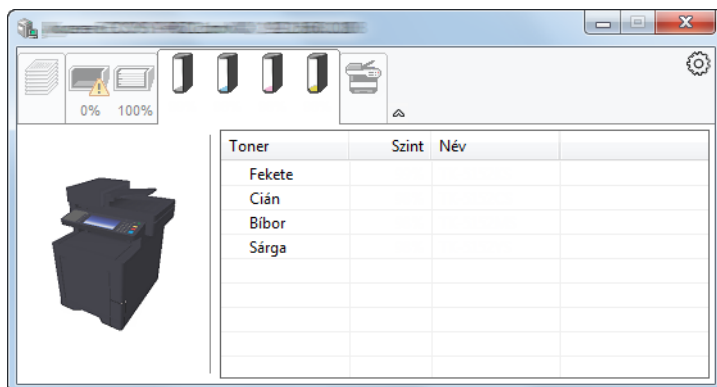 0% 100%
Toner Szint Név
Fekete
Cián
Bíbor
Sárga